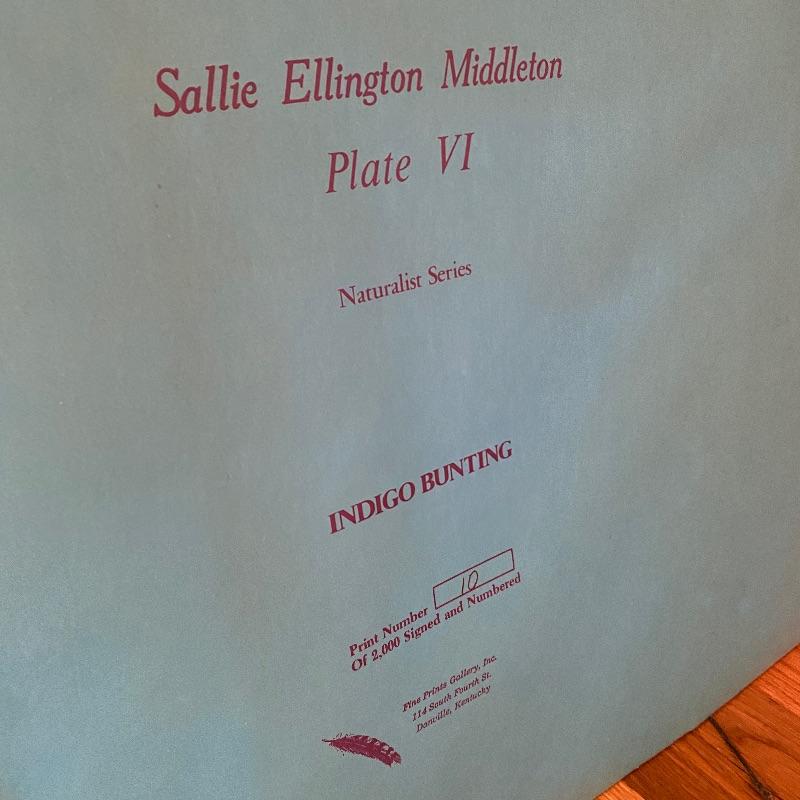 Sallie Ellington Middleton
Plate VI
Naturalist Series
INDIGO BUNTING
Print Number 10
Of 2,000 Signed and Numbered
Fine Prints Gallery, Inc.
114 South Fourth St.
Danville, Kentucky